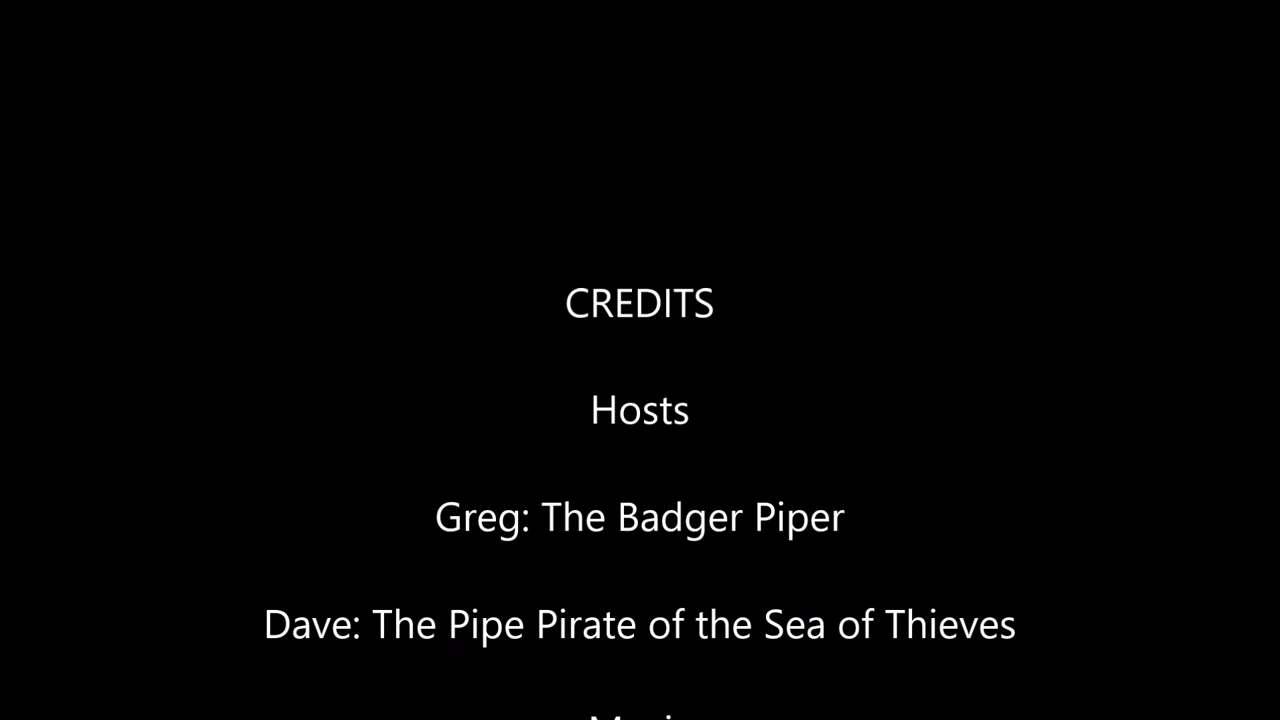 CREDITS
Hosts
Greg: The Badger Piper
Dave: The Pipe Pirate of the Sea of Thieves